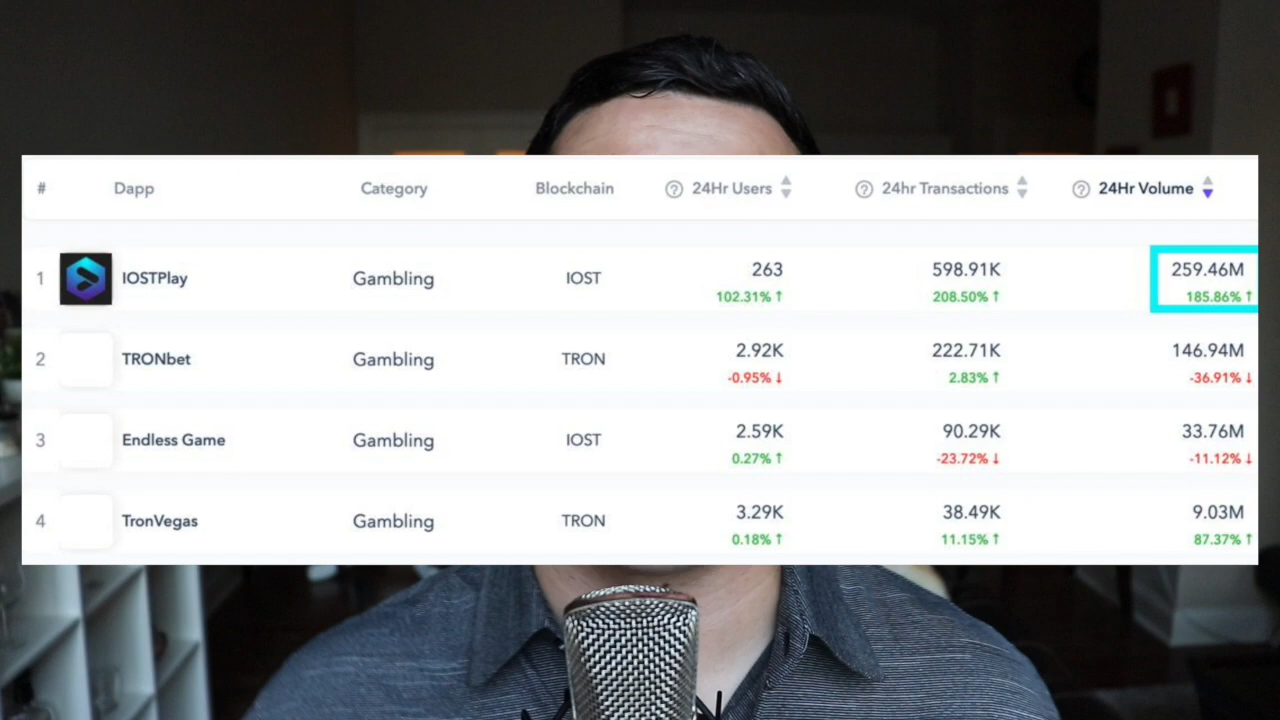 # Dapp Category Blockchain 24Hr Users 24hr Transactions 24Hr Volume
1 IOSTPlay Gambling IOST 263 598.91K 259.46M
102.31% ↑ 208.50% ↑ 185.86% ↑
2 TRONbet Gambling TRON 2.92K 222.71K 146.94M
-0.95% ↓ 2.83% ↑ -36.91% ↓
3 Endless Game Gambling IOST 2.59K 90.29K 33.76M
0.27% ↑ -23.72% ↓ -11.12% ↓
4 TronVegas Gambling TRON 3.29K 38.49K 9.03M
0.18% ↑ 11.15% ↑ 87.37% ↑